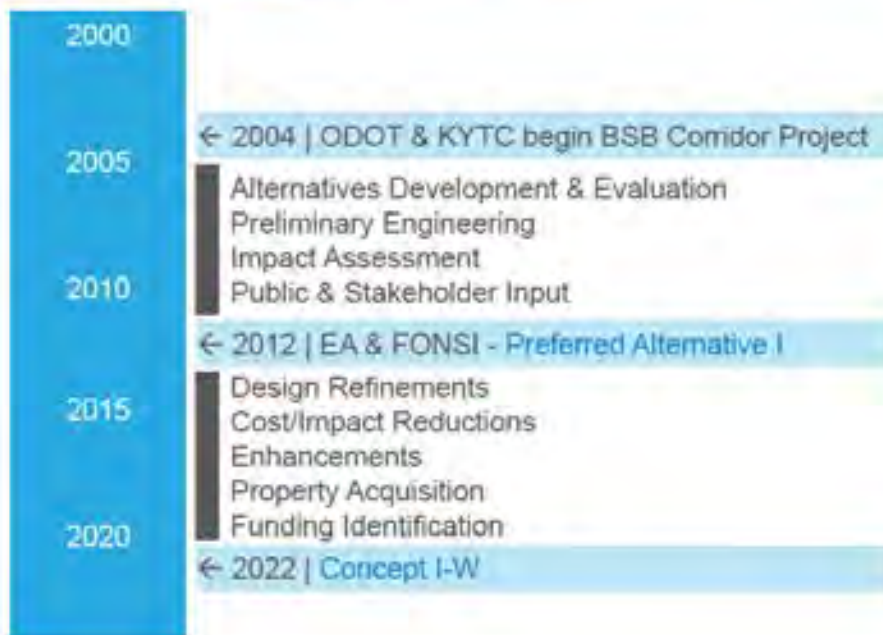 2000
← 2004 | ODOT & KYTC begin BSB Corridor Project
2005
Alternatives Development & Evaluation
Preliminary Engineering
Impact Assessment
2010
Public & Stakeholder Input
← 2012 | EA & FONSI - Preferred Alternative I
Design Refinements
2015
Cost/Impact Reductions
Enhancements
Property Acquisition
2020
Funding Identification
← 2022 | Concept I-W